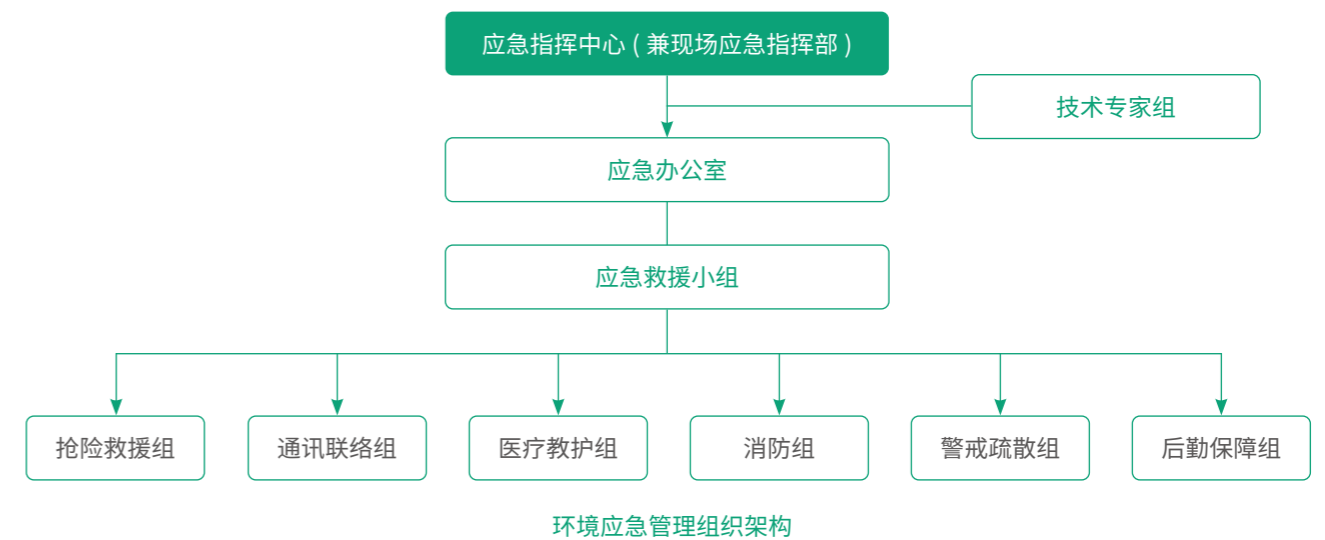 应急指挥中心 ( 兼现场应急指挥部 )
技术专家组
应急办公室
应急救援小组
抢险救援组
通讯联络组
医疗教护组
消防组
警戒疏散组
后勤保障组
环境应急管理组织架构